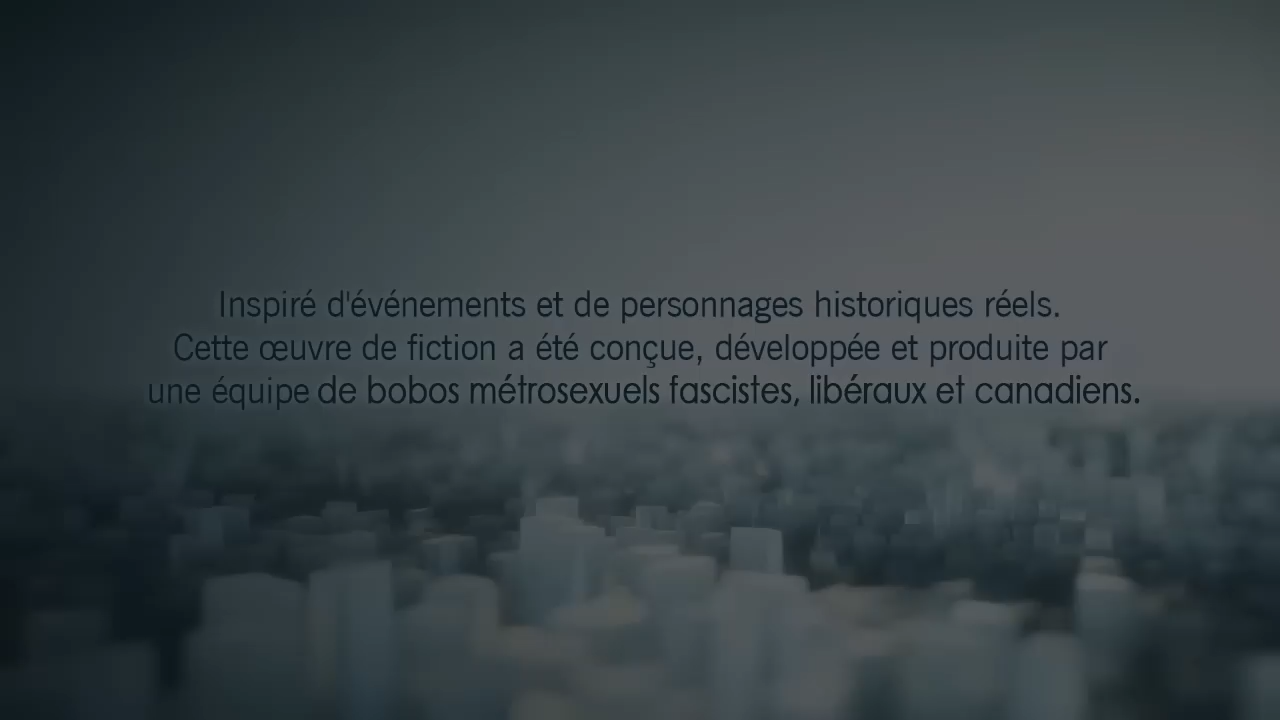 Inspiré d'événements et de personnages historiques réels.
Cette œuvre de fiction a été conçue, développée et produite par
une équipe de bobos métrosexuels fascistes, libéraux et canadiens.